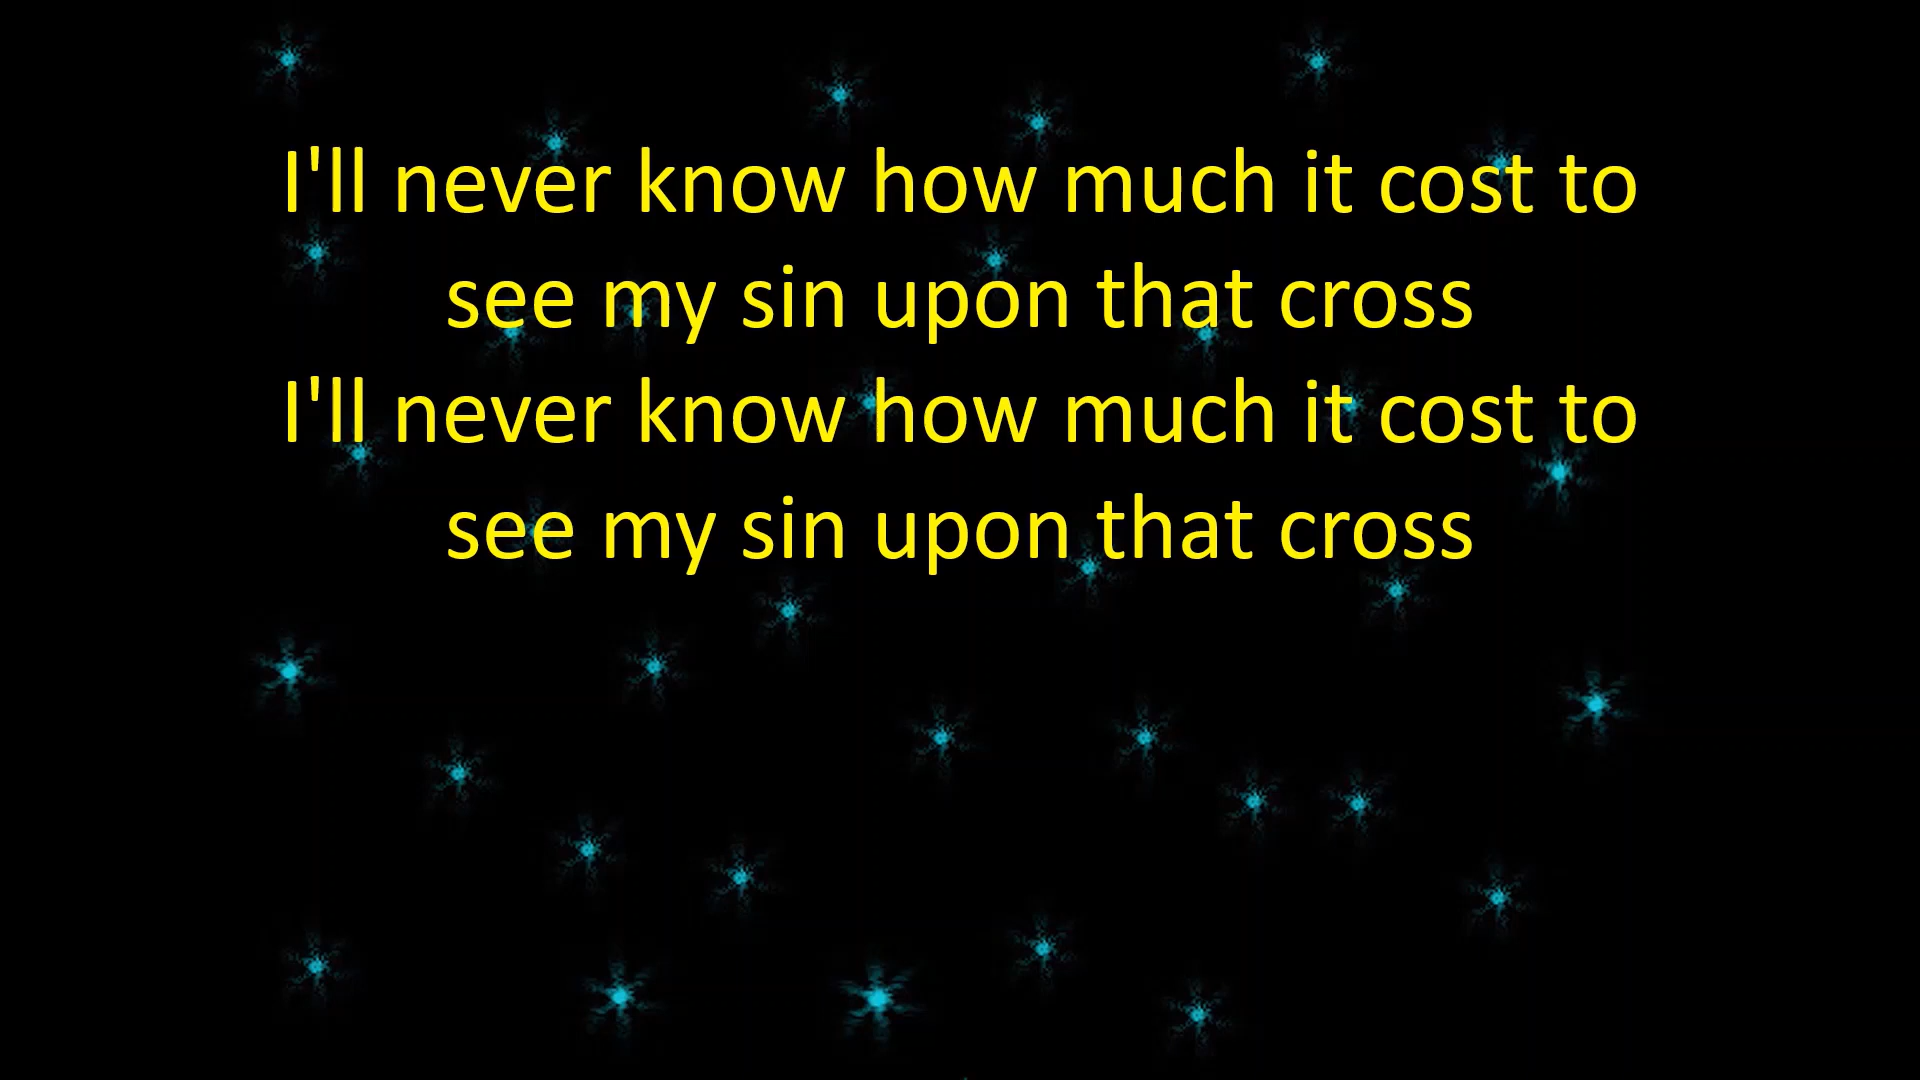 I'll never know how much it cost to
see my sin upon that cross
I'll never know how much it cost to
see my sin upon that cross